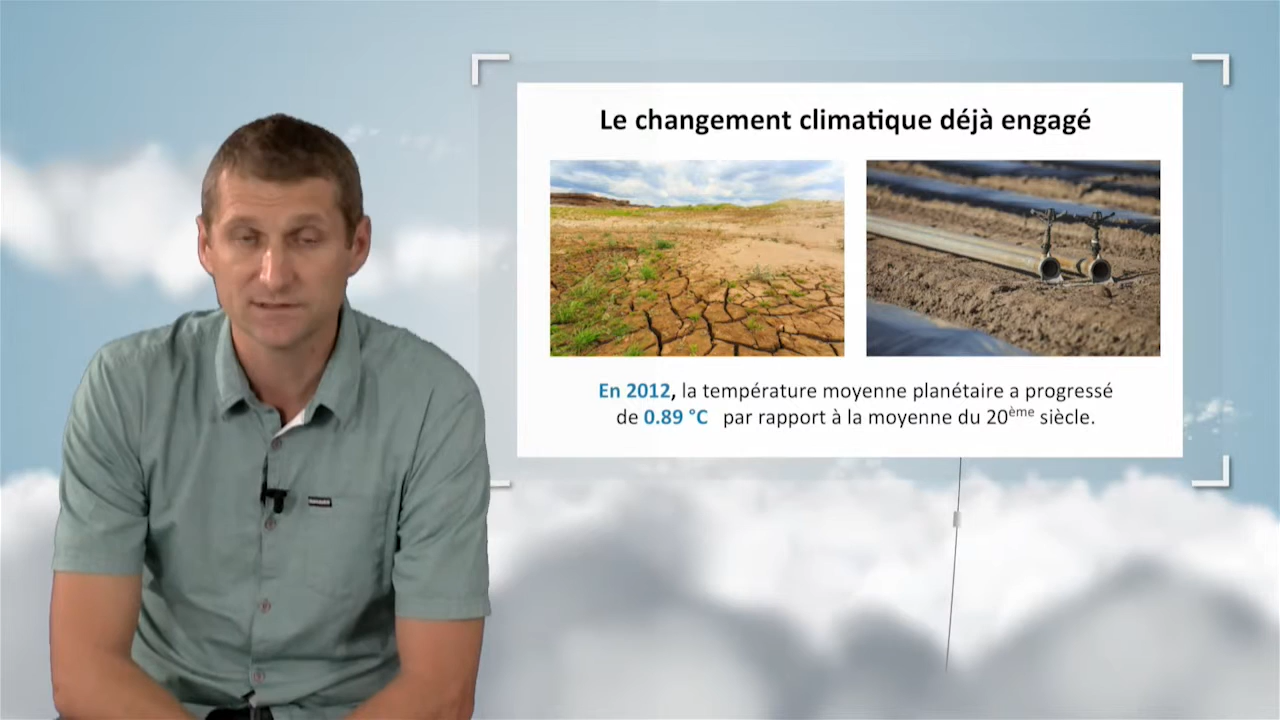 Le changement climatique déjà engagé
En 2012, la température moyenne planétaire a progressé
de 0.89 °C par rapport à la moyenne du 20ème siècle.